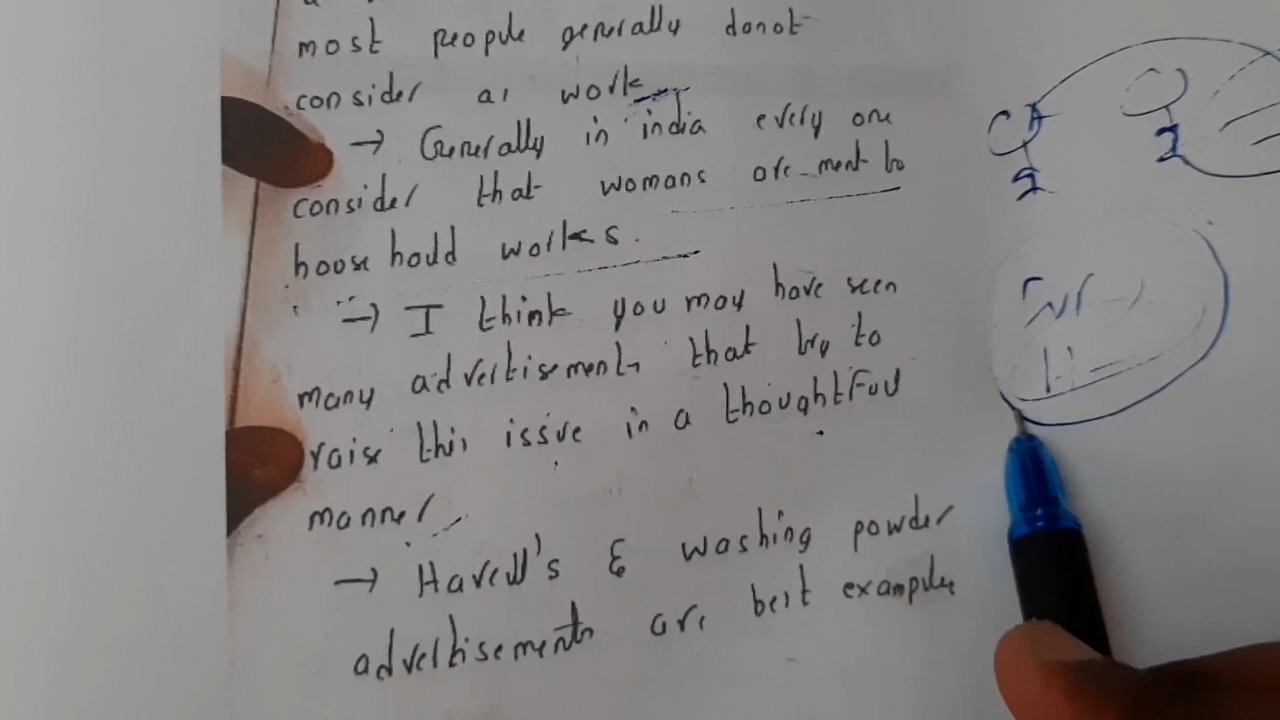 most people generally donot
consider as work
→ Generally in india every one
consider that womans are ment to
house hold works.
→ I think you may have seen
many advertisements that try to
raise this issue in a thoughtful
manner
→ Havell's & washing powder
advertisements are best example